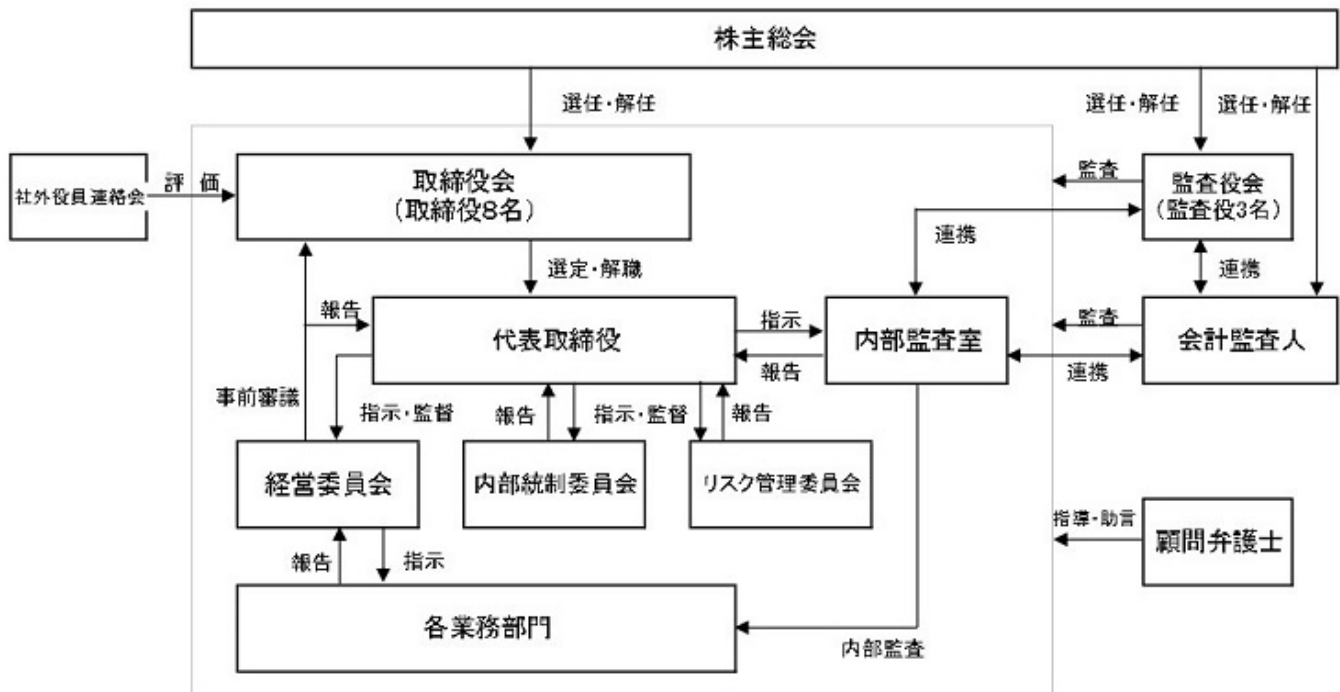 株主総会
選任・解任
選任・解任
選任・解任
社外役員連絡会
評 価
取締役会
(取締役8名)
監査
監査役会
(監査役3名)
連携
連携
選定・解職
報告
代表取締役
指示
報告
内部監査室
監査
連携
会計監査人
事前審議
指示・監督
報告
指示・監督
報告
経営委員会
内部統制委員会
リスク管理委員会
指導・助言
顧問弁護士
報告
指示
各業務部門
内部監査